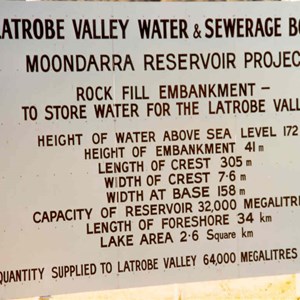 LATROBE VALLEY WATER & SEWERAGE BO
MOONDARRA RESERVOIR PROJEC
ROCK FILL EMBANKMENT –
TO STORE WATER FOR THE LATROBE VALL
HEIGHT OF WATER ABOVE SEA LEVEL 172
HEIGHT OF EMBANKMENT 41m
LENGTH OF CREST 305m
WIDTH OF CREST 7·6m
WIDTH AT BASE 158m
CAPACITY OF RESERVOIR 32,000 MEGALITRE
LENGTH OF FORESHORE 34 km
LAKE AREA 2·6 Square km
QUANTITY SUPPLIED TO LATROBE VALLEY 64,000 MEGALITRES